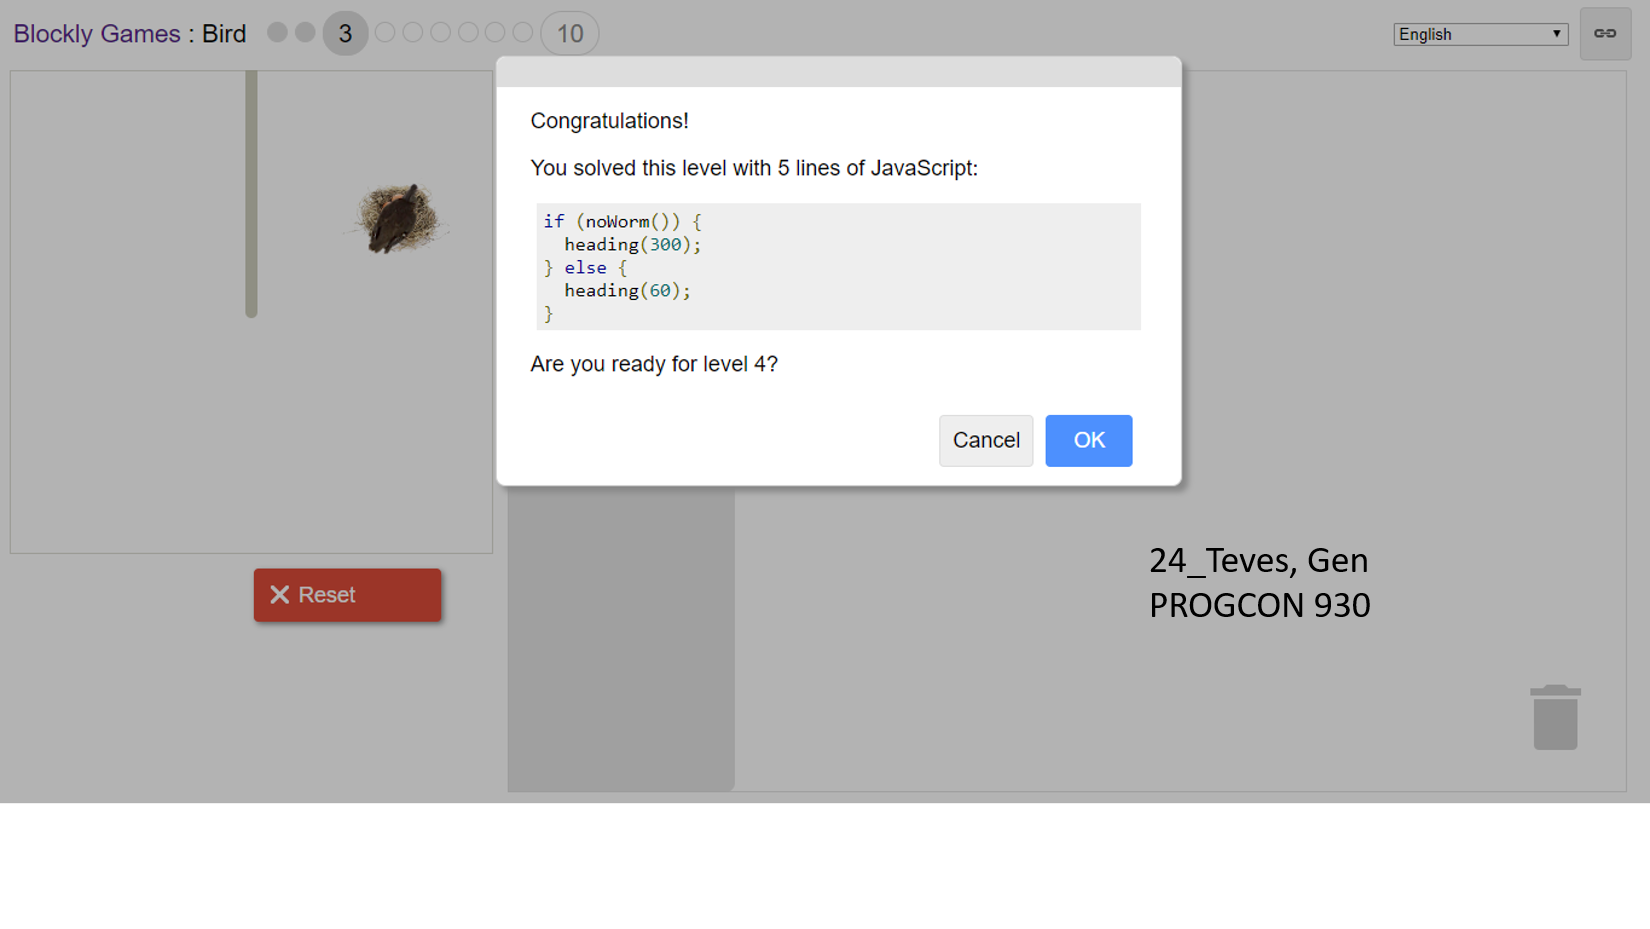 Blockly Games : Bird 3 10
English
Congratulations!
You solved this level with 5 lines of JavaScript:
if (noWorm()) {
  heading(300);
} else {
  heading(60);
}
Are you ready for level 4?
Cancel OK
Reset
24_Teves, Gen
PROGCON 930